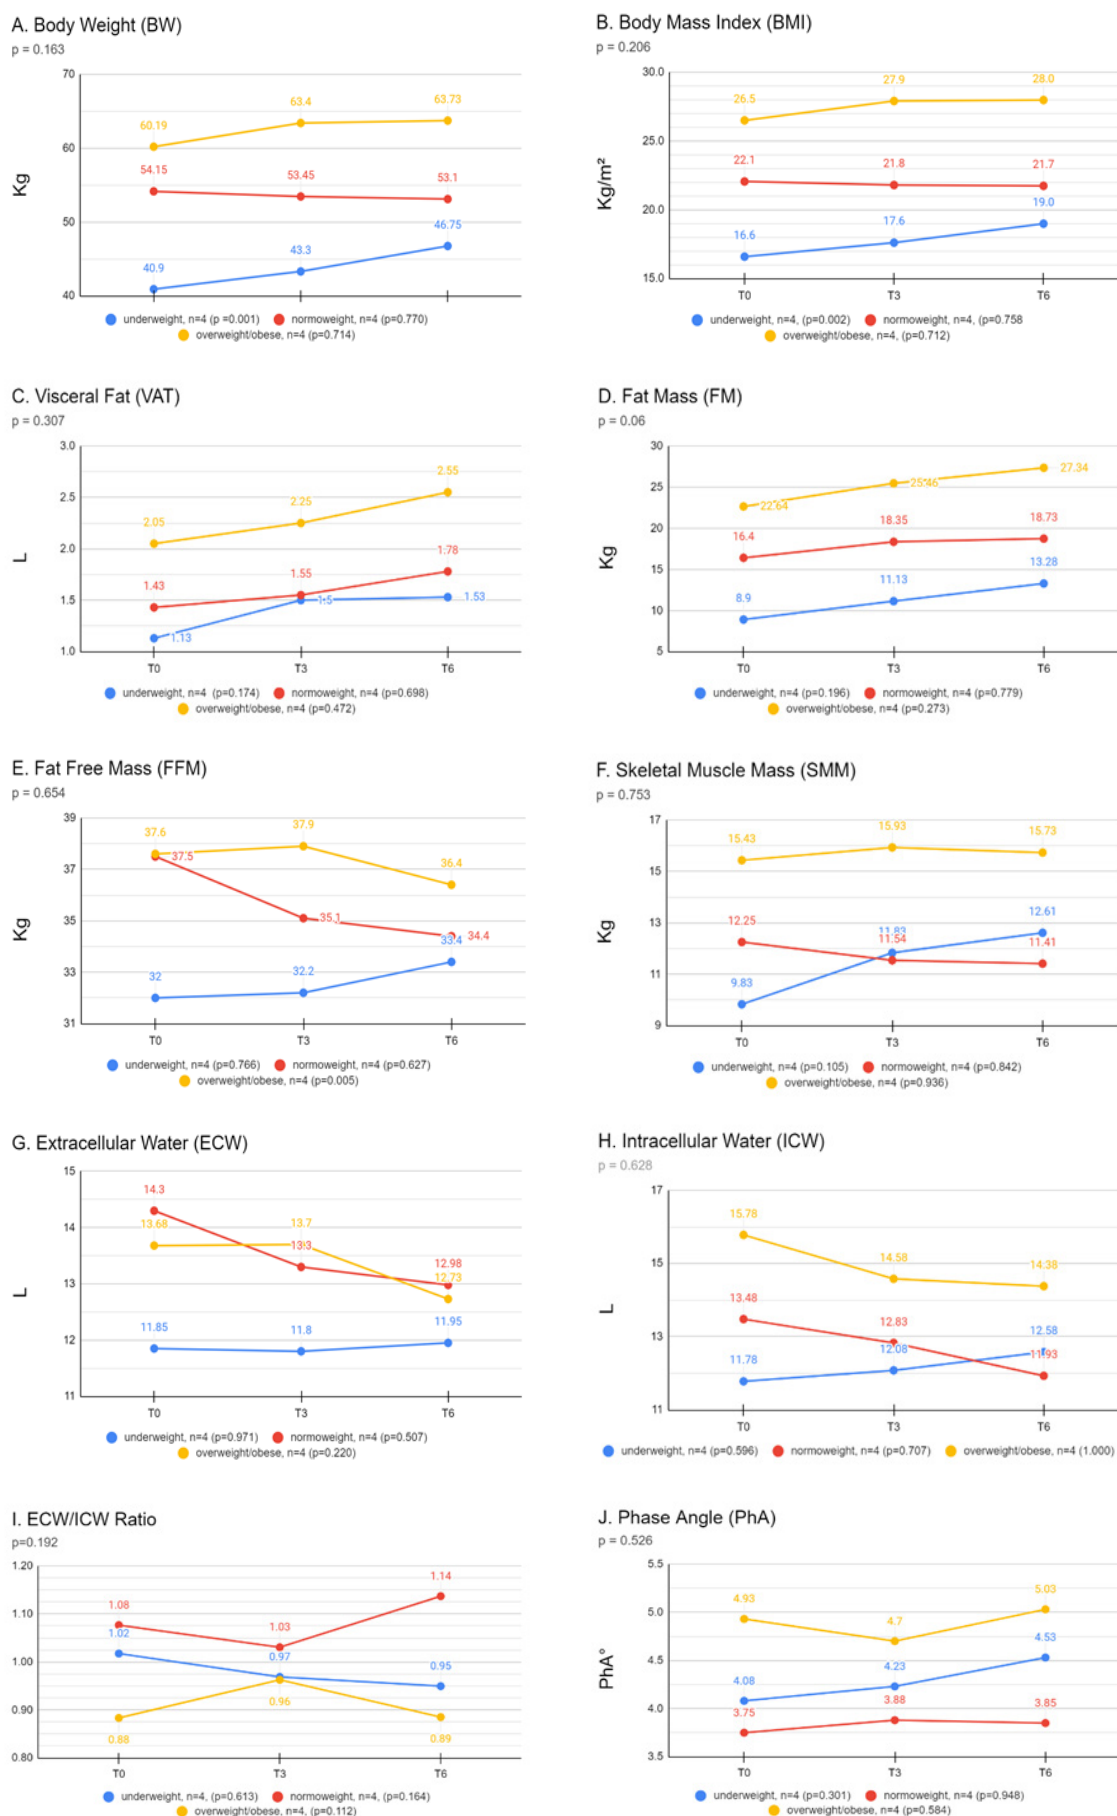 A. Body Weight (BW)
p = 0.163
70
60
50
40
Kg
60.19
63.4
63.73
54.15
53.45
53.1
40.9
43.3
46.75
underweight, n=4 (p =0.001) normoweight, n=4 (p=0.770)
overweight/obese, n=4 (p=0.714)
B. Body Mass Index (BMI)
p = 0.206
30.0
25.0
20.0
15.0
Kg/m²
26.5
27.9
28.0
22.1
21.8
21.7
16.6
17.6
19.0
T0 T3 T6
underweight, n=4, (p=0.002) normoweight, n=4, (p=0.758
overweight/obese, n=4, (p=0.712)
C. Visceral Fat (VAT)
p = 0.307
3.0
2.5
2.0
1.5
1.0
L
2.05
2.25
2.55
1.43
1.55
1.78
1.13
1.5
1.53
T0 T3 T6
underweight, n=4 (p=0.174) normoweight, n=4 (p=0.698)
overweight/obese, n=4 (p=0.472)
D. Fat Mass (FM)
p = 0.06
30
25
20
15
10
5
Kg
22.64
25.46
27.34
16.4
18.35
18.73
8.9
11.13
13.28
T0 T3 T6
underweight, n=4 (p=0.196) normoweight, n=4 (p=0.779)
overweight/obese, n=4 (p=0.273)
E. Fat Free Mass (FFM)
p = 0.654
39
37
35
33
31
Kg
37.6
37.9
36.4
37.5
35.1
34.4
32
32.2
33.4
T0 T3 T6
underweight, n=4 (p=0.766) normoweight, n=4 (p=0.627)
overweight/obese, n=4 (p=0.005)
F. Skeletal Muscle Mass (SMM)
p = 0.753
17
15
13
11
9
Kg
15.43
15.93
15.73
12.25
11.54
11.41
9.83
11.83
12.61
T0 T3 T6
underweight, n=4 (p=0.105) normoweight, n=4 (p=0.842)
overweight/obese, n=4 (p=0.936)
G. Extracellular Water (ECW)
15
14
13
12
11
L
14.3
13.3
12.98
13.68
13.7
12.73
11.85
11.8
11.95
T0 T3 T6
underweight, n=4 (p=0.971) normoweight, n=4 (p=0.507)
overweight/obese, n=4 (p=0.220)
H. Intracellular Water (ICW)
p = 0.628
17
15
13
11
L
15.78
14.58
14.38
13.48
12.83
11.93
11.78
12.08
12.58
T0 T3 T6
underweight, n=4 (p=0.596) normoweight, n=4 (p=0.707) overweight/obese, n=4 (1.000)
I. ECW/ICW Ratio
p=0.192
1.20
1.10
1.00
0.90
0.80
1.08
1.03
1.14
1.02
0.97
0.95
0.88
0.96
0.89
T0 T3 T6
underweight, n=4, (p=0.613) normoweight, n=4, (p=0.164)
overweight/obese, n=4, (p=0.112)
J. Phase Angle (PhA)
p = 0.526
5.5
5.0
4.5
4.0
3.5
PhA°
4.93
4.7
5.03
4.08
4.23
4.53
3.75
3.88
3.85
T0 T3 T6
underweight, n=4 (p=0.301) normoweight, n=4 (p=0.948)
overweight/obese, n=4 (p=0.584)